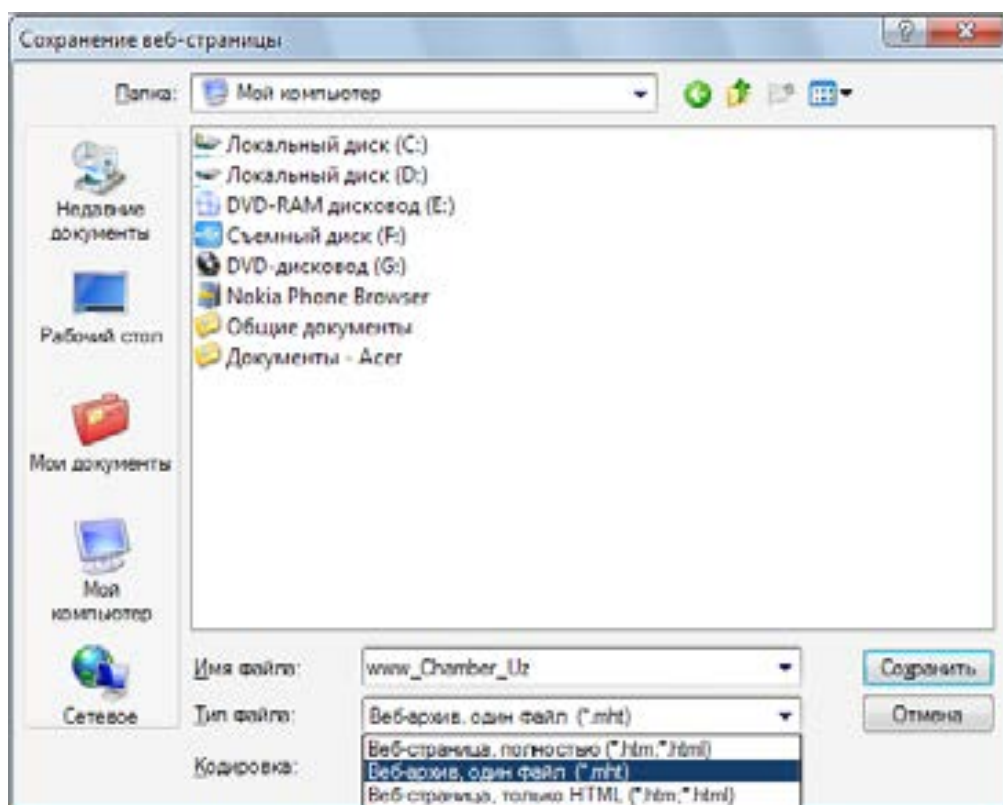 Сохранение веб-страницы
Папка: Мой компьютер
Локальный диск (C:)
Локальный диск (D:)
DVD-RAM дисковод (E:)
Съемный диск (F:)
DVD-дисковод (G:)
Nokia Phone Browser
Общие документы
Документы - Acer
Недавние
документы
Рабочий стол
Мои документы
Мой
компьютер
Сетевое
Имя файла: www_Chamber_Uz Сохранить
Тип файла: Веб-архив, один файл (*.mht) Отмена
Веб-страница, полностью (*.htm;*.html)
Кодировка: Веб-архив, один файл (*.mht)
Веб-страница, только HTML (*.htm;*.html)